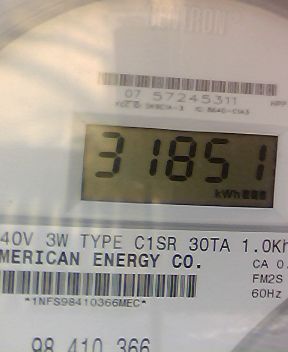 CENTRON
07 57245311
31851
kWh
40V 3W TYPE C1SR 30TA 1.0Kh
MERICAN ENERGY CO.
CA 0.
FM2S
60Hz
*1NFS98410366MEC*
98 410 366